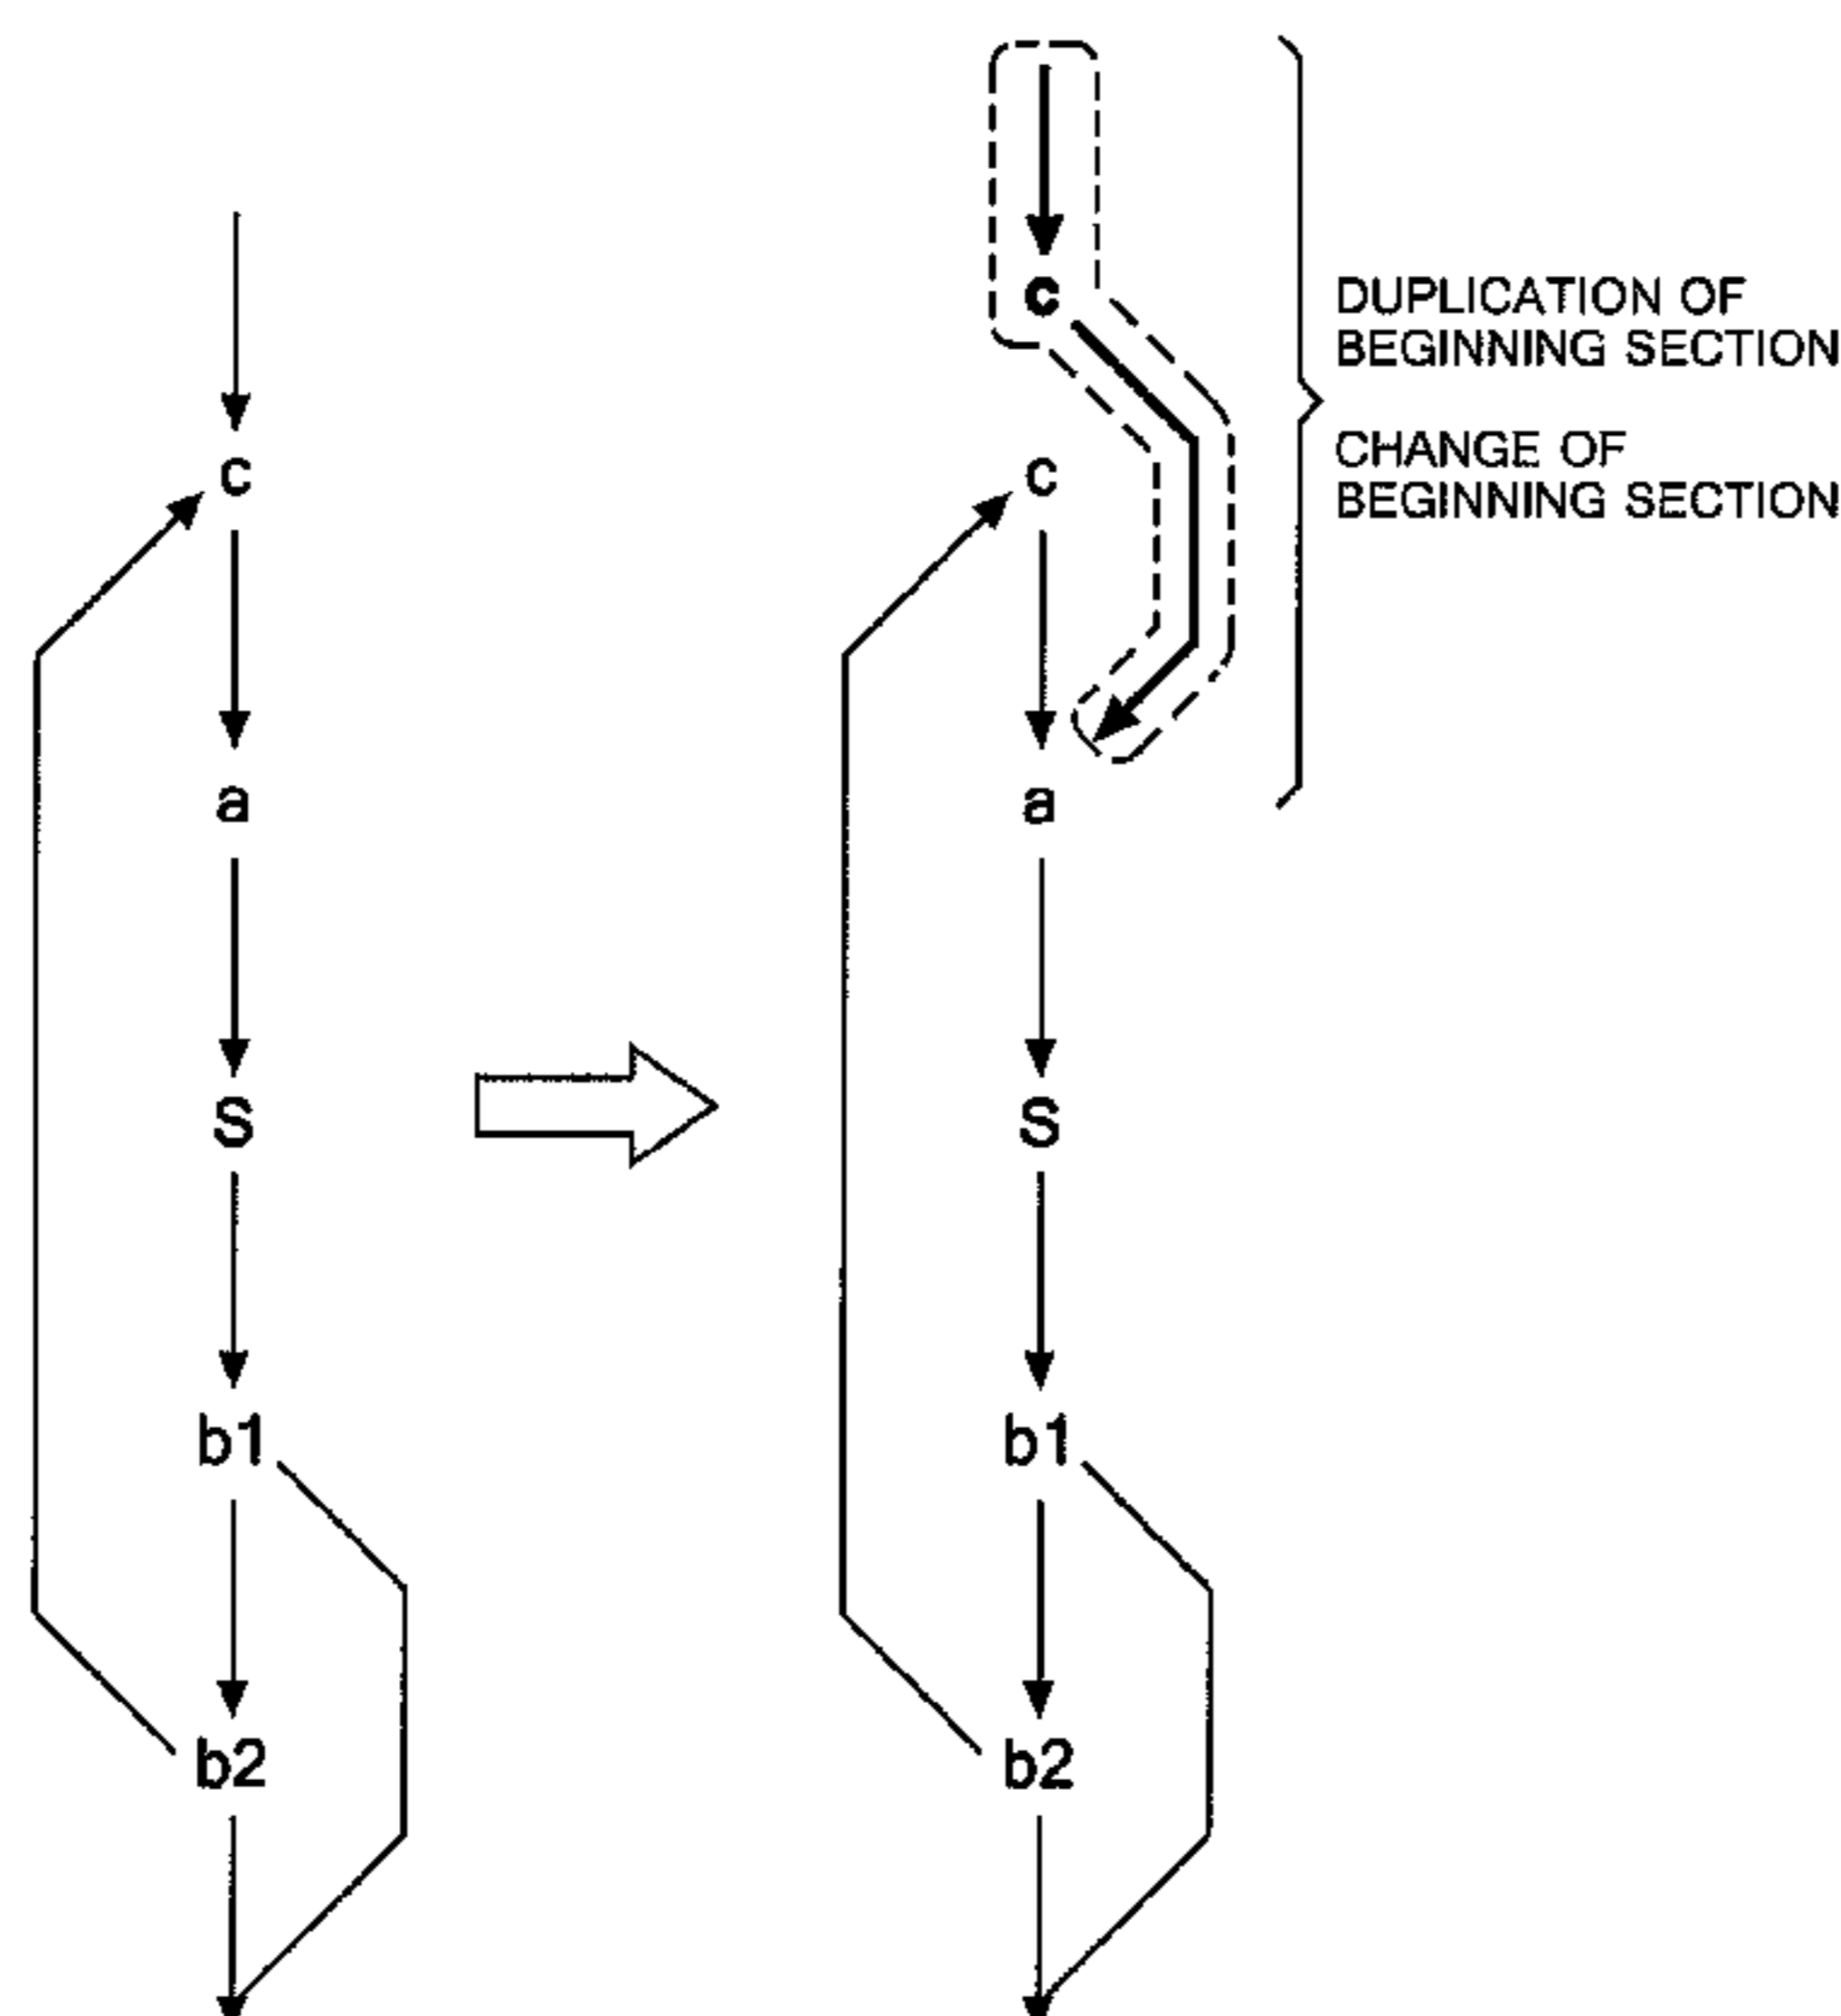 c
a
S
b1
b2
c
c
a
S
b1
b2
DUPLICATION OF
BEGINNING SECTION
CHANGE OF
BEGINNING SECTION